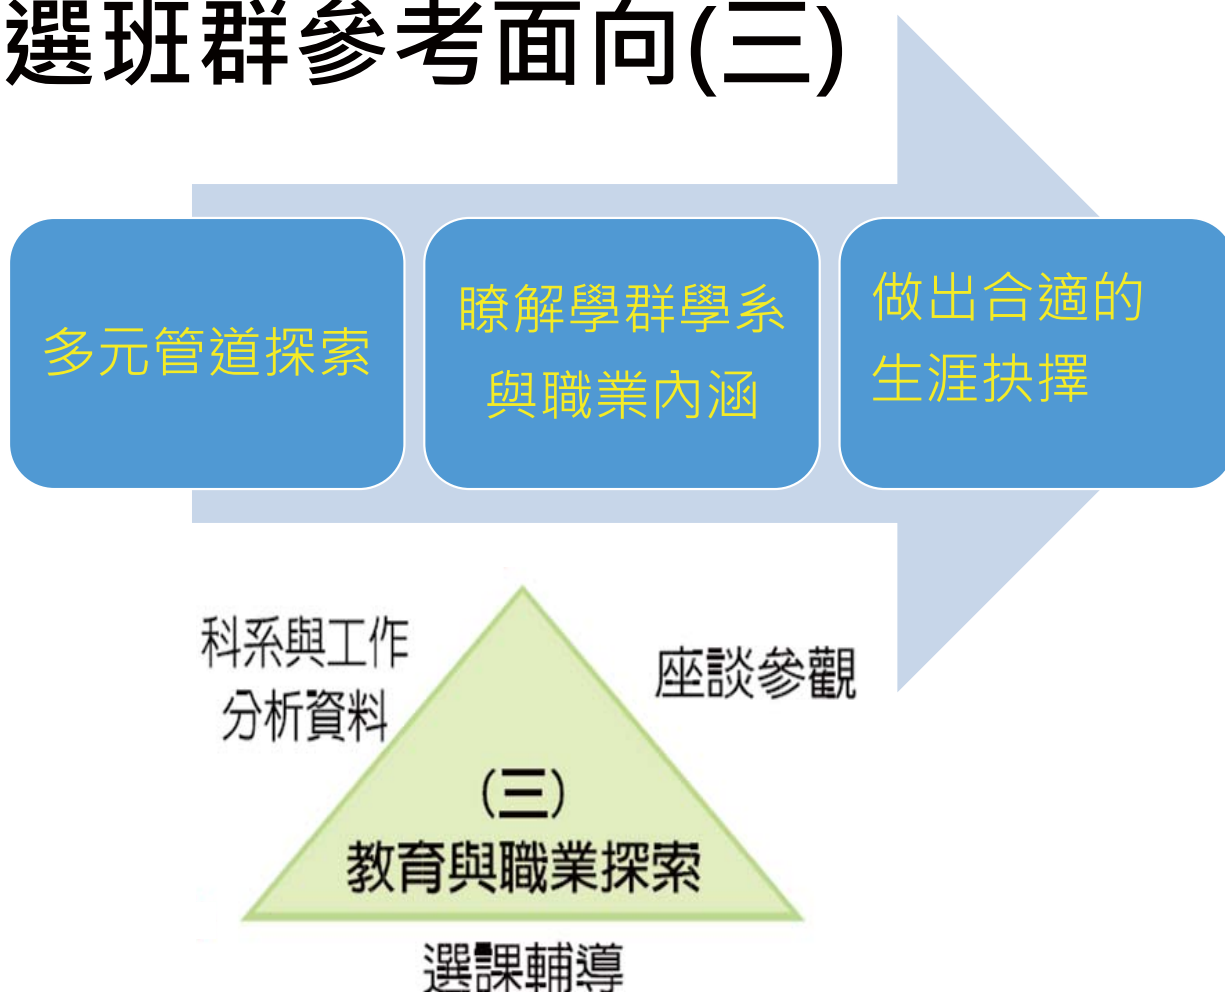 選班群參考面向(三)
多元管道探索
瞭解學群學系
與職業內涵
做出合適的
生涯抉擇
科系與工作
分析資料
座談參觀
(三)
教育與職業探索
選課輔導